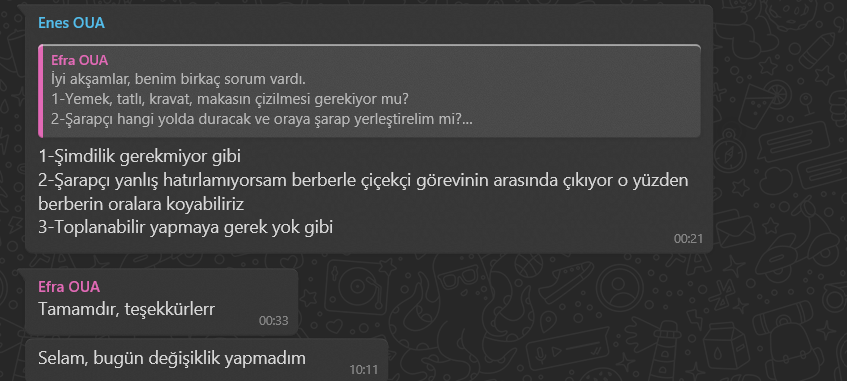 Enes OUA
Efra OUA
İyi akşamlar, benim birkaç sorum vardı.
1-Yemek, tatlı, kravat, makasın çizilmesi gerekiyor mu?
2-Şarapçı hangi yolda duracak ve oraya şarap yerleştirelim mi?...
1-Şimdilik gerekmiyor gibi
2-Şarapçı yanlış hatırlamıyorsam berberle çiçekçi görevinin arasında çıkıyor o yüzden
berberin oralara koyabiliriz
3-Toplanabilir yapmaya gerek yok gibi
00:21
Efra OUA
Tamamdır, teşekkürlerr
00:33
Selam, bugün değişiklik yapmadım
10:11